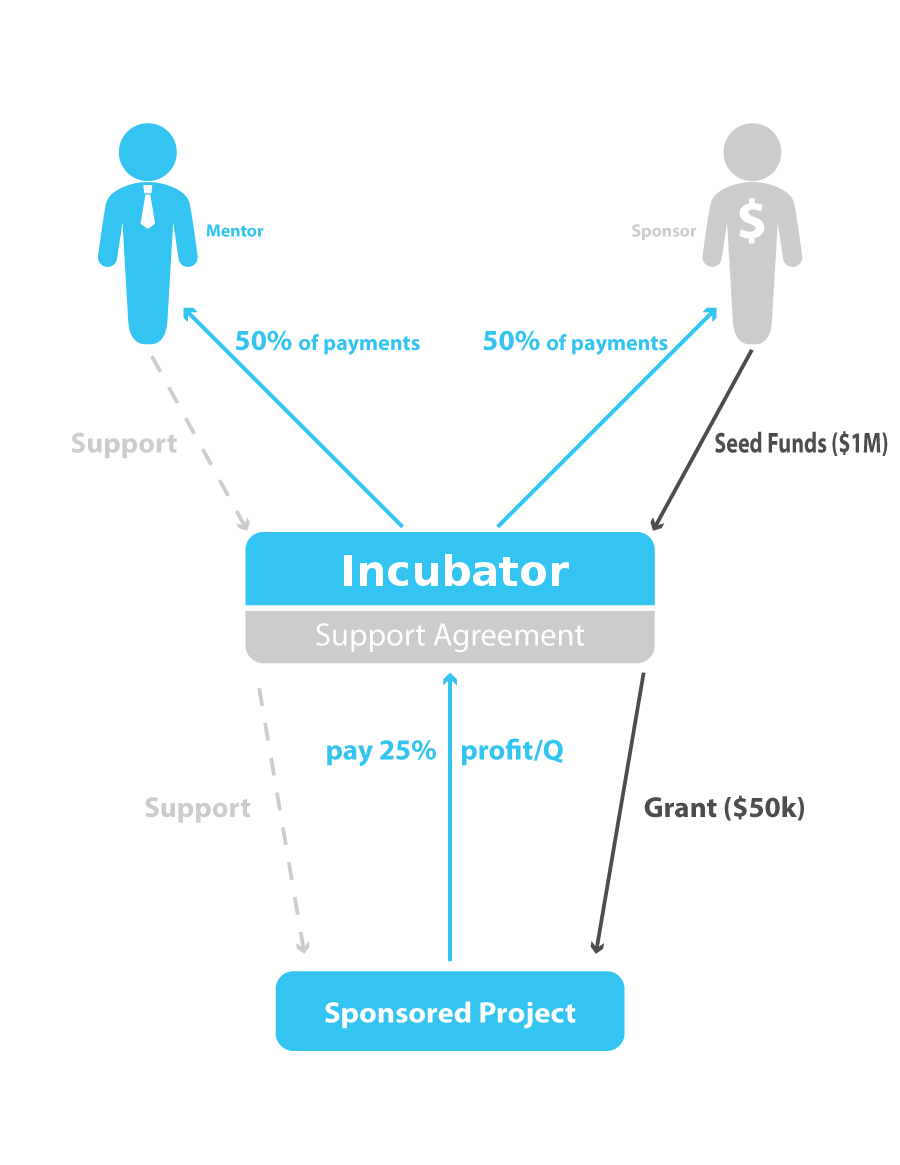 $
Mentor
Sponsor
50% of payments
50% of payments
Support
Seed Funds ($1M)
Incubator
Support Agreement
pay 25% profit/Q
Support
Grant ($50k)
Sponsored Project